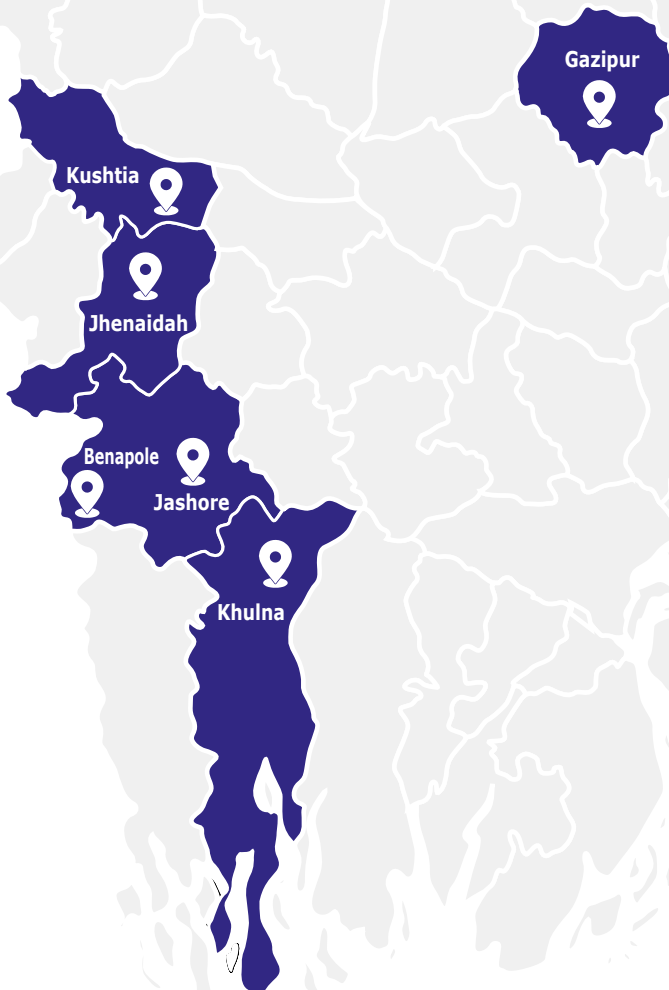 Gazipur
Kushtia
Jhenaidah
Benapole
Jashore
Khulna